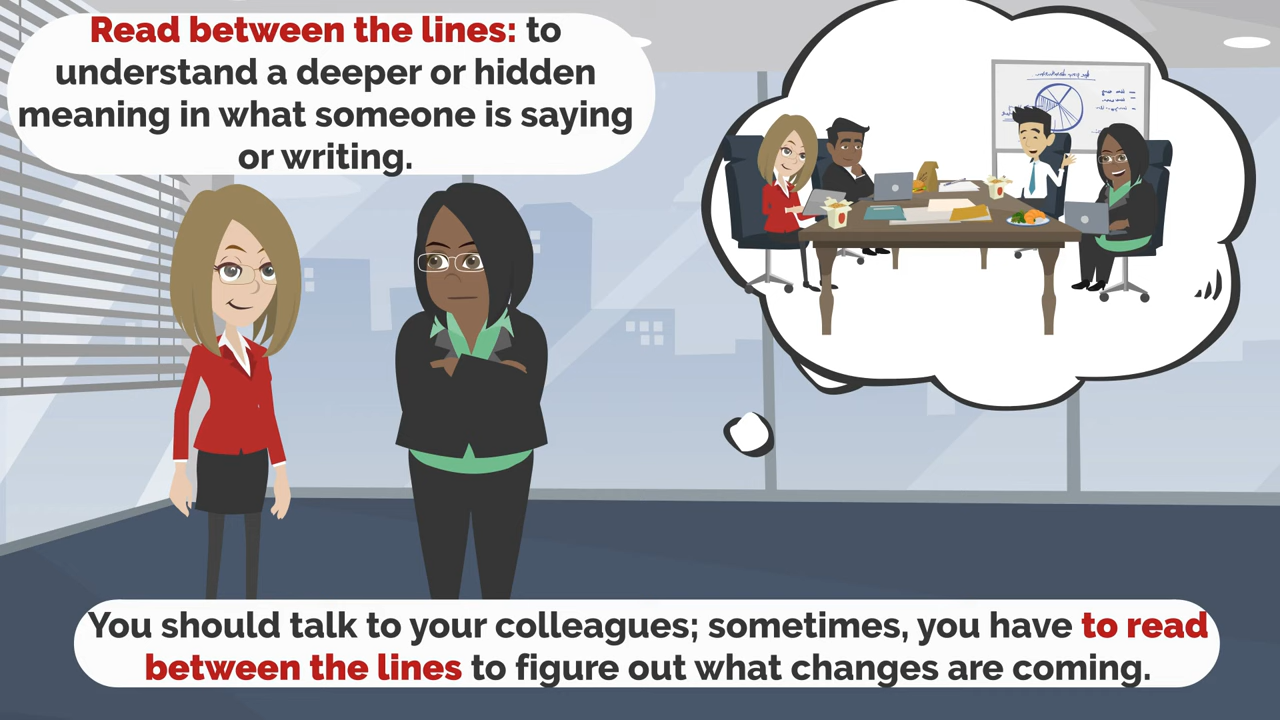 Read between the lines: to
understand a deeper or hidden
meaning in what someone is saying
or writing.
You should talk to your colleagues; sometimes, you have to read
between the lines to figure out what changes are coming.